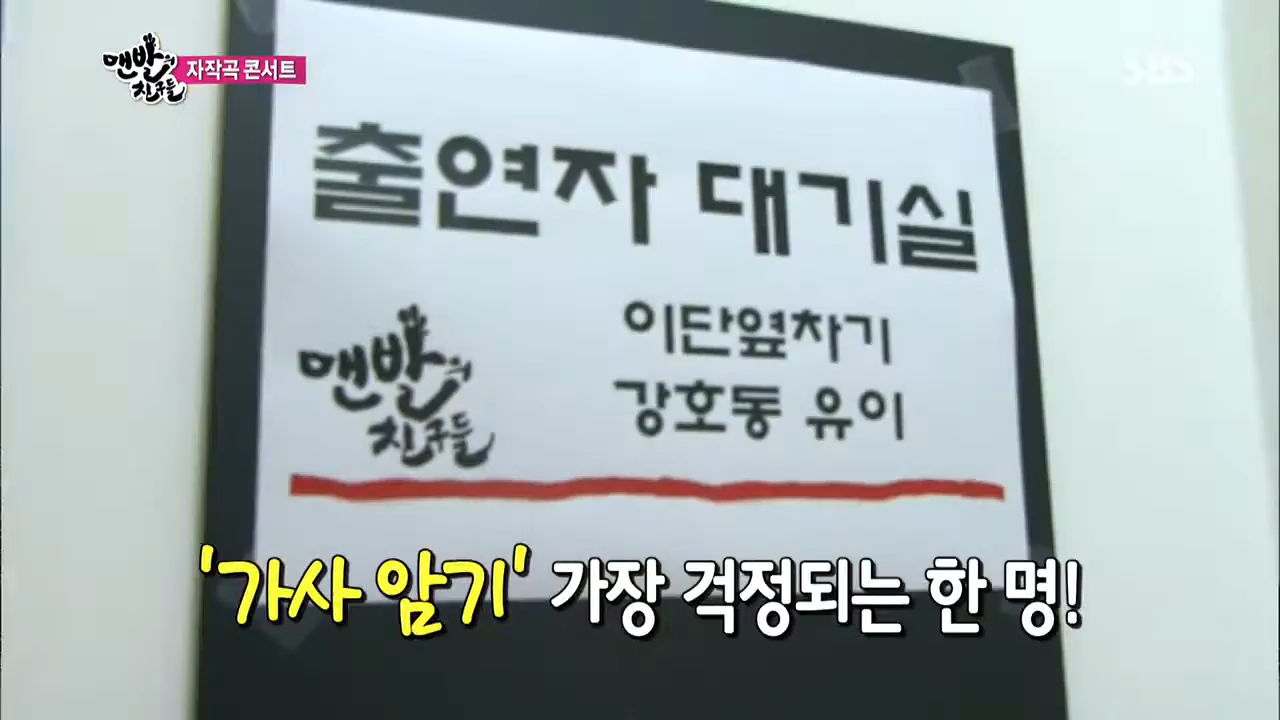 맨발의 친구들
자작곡 콘서트
SBS
출연자 대기실
맨발의
친구들
이단옆차기
강호동 유이
'가사 암기' 가장 걱정되는 한 명!